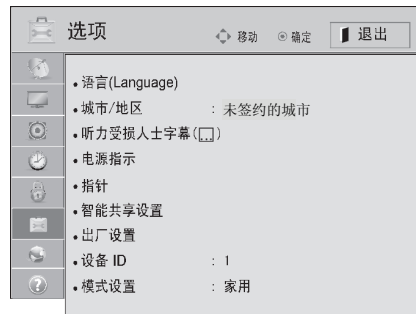 选项 移动 确定 退出
• 语言(Language)
• 城市/地区 : 未签约的城市
• 听力受损人士字幕(...)
• 电源指示
• 指针
• 智能共享设置
• 出厂设置
• 设备 ID : 1
• 模式设置 : 家用
?